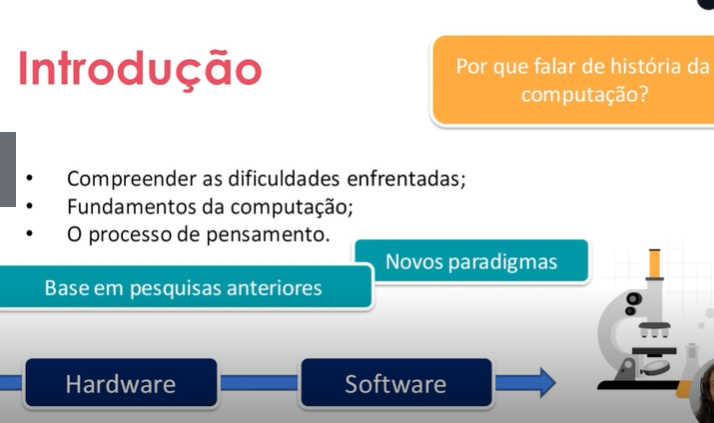 Introdução
Por que falar de história da
computação?
• Compreender as dificuldades enfrentadas;
• Fundamentos da computação;
• O processo de pensamento.
Novos paradigmas
Base em pesquisas anteriores
Hardware
Software